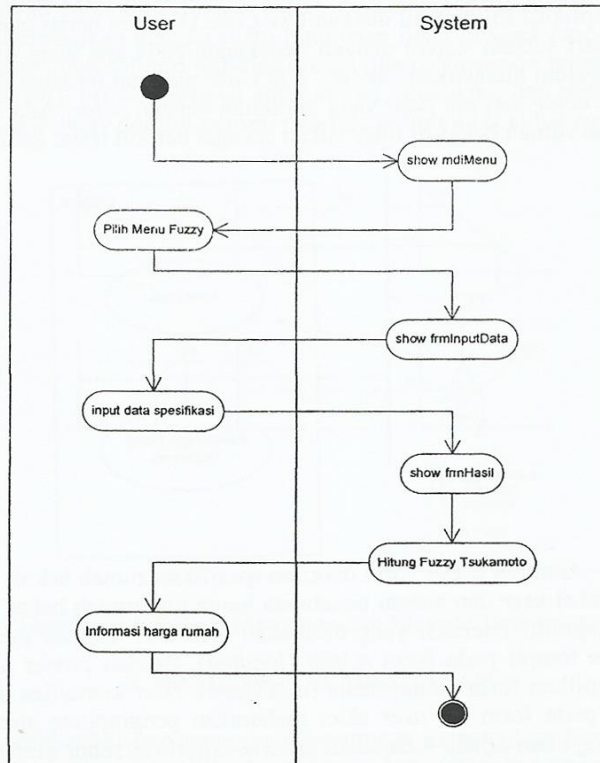 User
System
show mdiMenu
Pilih Menu Fuzzy
show frmInputData
input data spesifikasi
show frmHasil
Hitung Fuzzy Tsukamoto
Informasi harga rumah